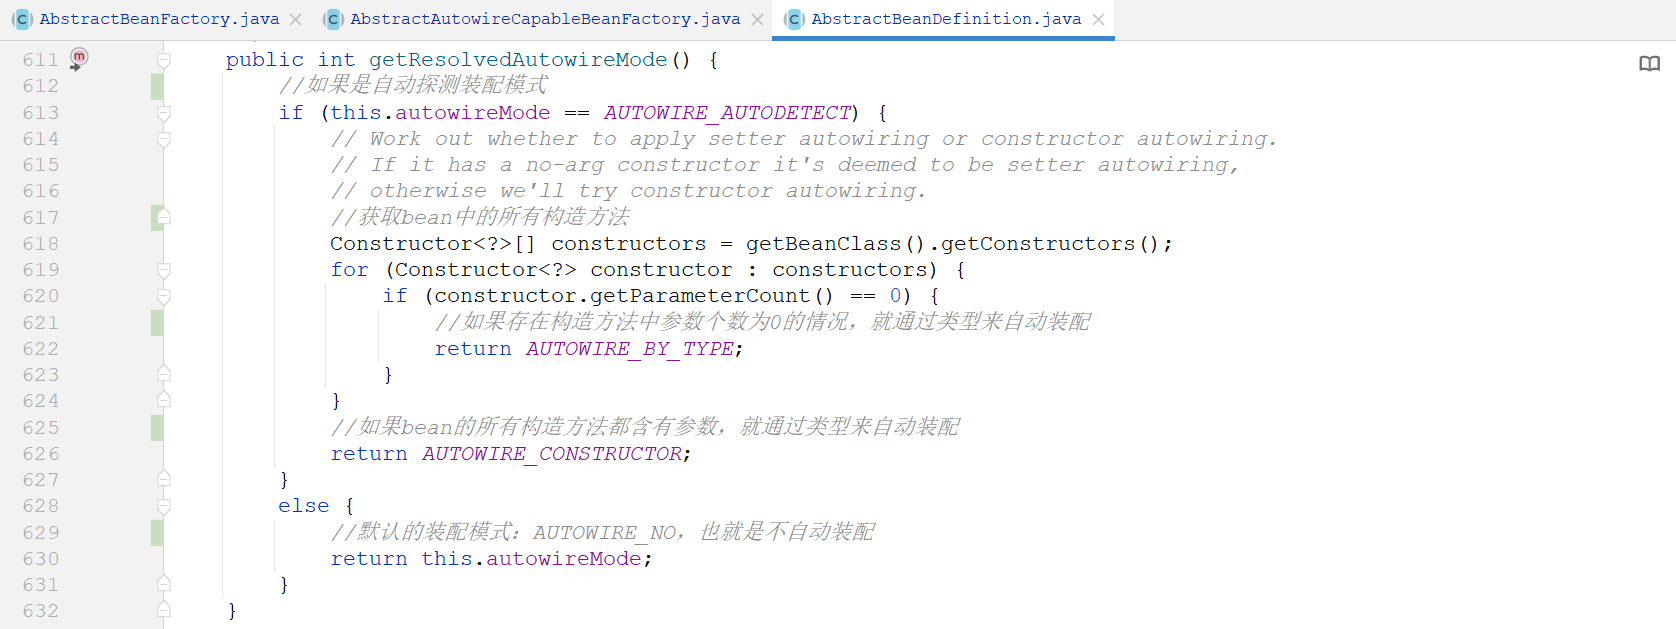 AbstractBeanFactory.java AbstractAutowireCapableBeanFactory.java AbstractBeanDefinition.java
611 public int getResolvedAutowireMode() {
612 //如果是自动探测装配模式
613 if (this.autowireMode == AUTOWIRE_AUTODETECT) {
614 // Work out whether to apply setter autowiring or constructor autowiring.
615 // If it has a no-arg constructor it's deemed to be setter autowiring,
616 // otherwise we'll try constructor autowiring.
617 //获取bean中的所有构造方法
618 Constructor<?>[] constructors = getBeanClass().getConstructors();
619 for (Constructor<?> constructor : constructors) {
620 if (constructor.getParameterCount() == 0) {
621 //如果存在构造方法中参数个数为0的情况，就通过类型来自动装配
622 return AUTOWIRE_BY_TYPE;
623 }
624 }
625 //如果bean的所有构造方法都含有参数，就通过类型来自动装配
626 return AUTOWIRE_CONSTRUCTOR;
627 }
628 else {
629 //默认的装配模式：AUTOWIRE_NO，也就是不自动装配
630 return this.autowireMode;
631 }
632 }